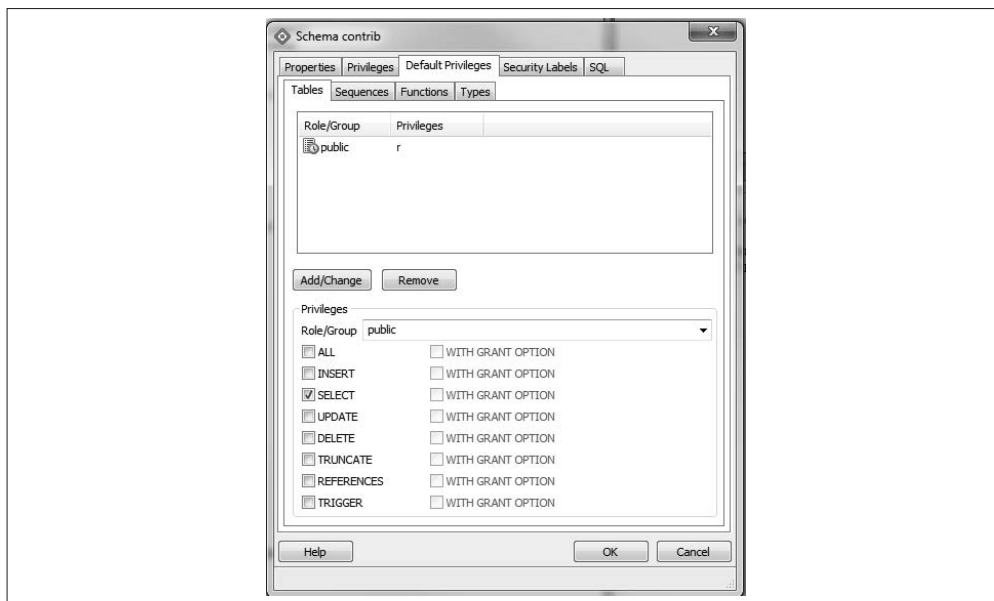 Schema contrib
Properties Privileges Default Privileges Security Labels SQL
Tables Sequences Functions Types
Role/Group Privileges
public r
Add/Change Remove
Privileges
Role/Group public
ALL WITH GRANT OPTION
INSERT WITH GRANT OPTION
SELECT WITH GRANT OPTION
UPDATE WITH GRANT OPTION
DELETE WITH GRANT OPTION
TRUNCATE WITH GRANT OPTION
REFERENCES WITH GRANT OPTION
TRIGGER WITH GRANT OPTION
Help OK Cancel